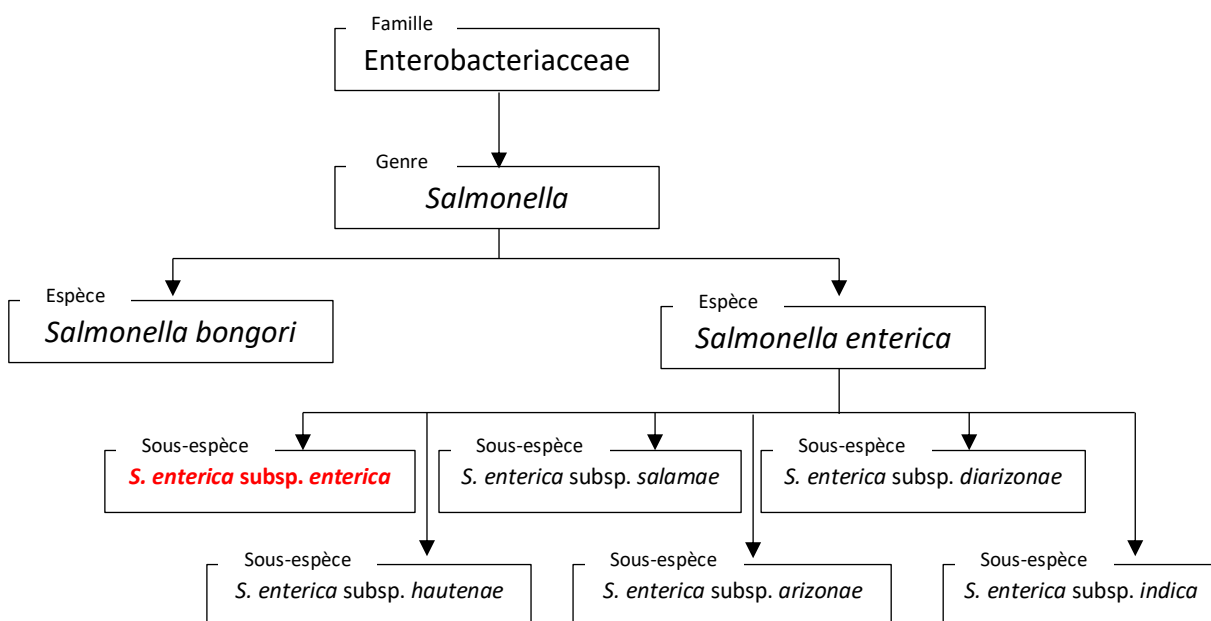 Famille
Enterobacteriacceae
Genre
Salmonella
Espèce
Salmonella bongori
Espèce
Salmonella enterica
Sous-espèce
S. enterica subsp. enterica
Sous-espèce
S. enterica subsp. salamae
Sous-espèce
S. enterica subsp. diarizonae
Sous-espèce
S. enterica subsp. hautenae
Sous-espèce
S. enterica subsp. arizonae
Sous-espèce
S. enterica subsp. indica